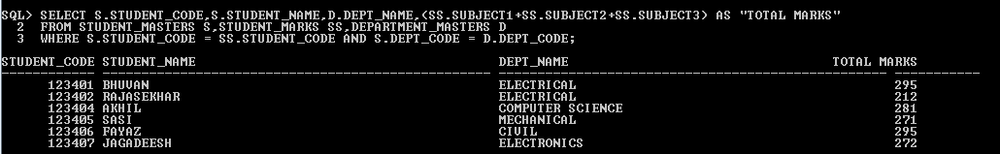 SQL> SELECT S.STUDENT_CODE,S.STUDENT_NAME,D.DEPT_NAME,(SS.SUBJECT1+SS.SUBJECT2+SS.SUBJECT3) AS "TOTAL MARKS"
2 FROM STUDENT_MASTERS S,STUDENT_MARKS SS,DEPARTMENT_MASTERS D
3 WHERE S.STUDENT_CODE = SS.STUDENT_CODE AND S.DEPT_CODE = D.DEPT_CODE;
STUDENT_CODE STUDENT_NAME DEPT_NAME TOTAL MARKS
123401 BHUVAN ELECTRICAL 295
123402 RAJASEKHAR ELECTRICAL 212
123404 AKHIL COMPUTER SCIENCE 281
123405 SASI MECHANICAL 271
123406 FAYAZ CIVIL 295
123407 JAGADEESH ELECTRONICS 272